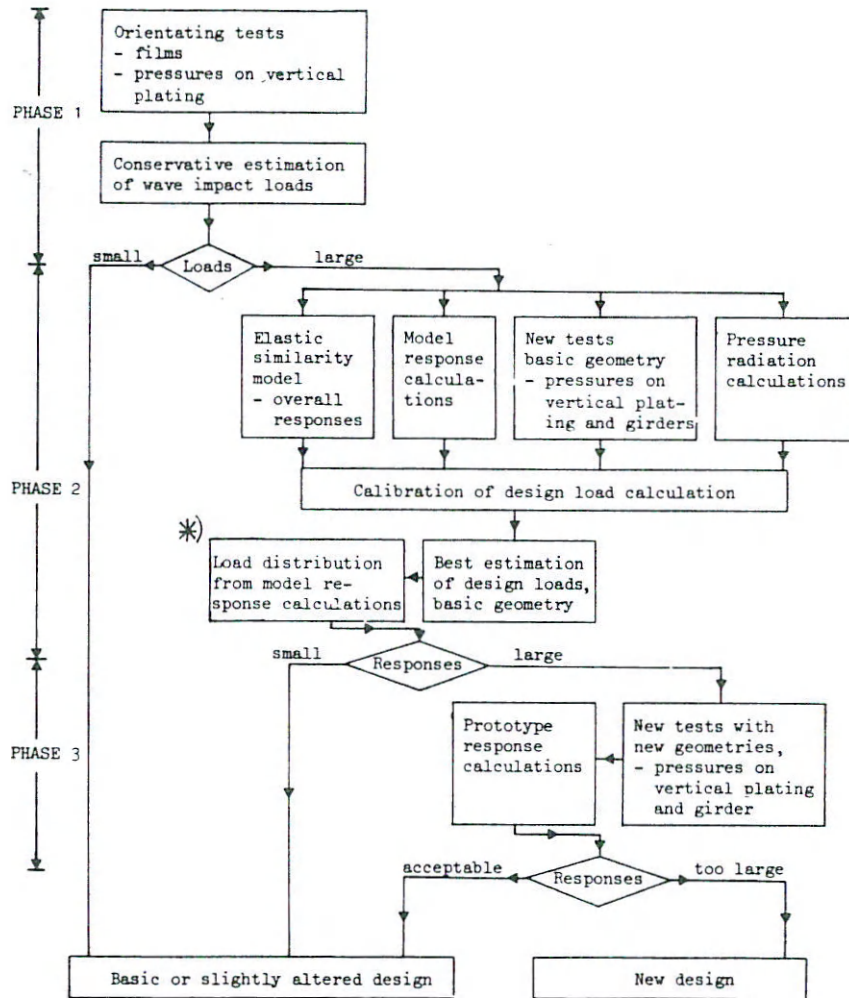 Orientating tests
- films
- pressures on vertical
plating
PHASE 1
Conservative estimation
of wave impact loads
small
Loads
large
Elastic
similarity
model
- overall
responses
Model
response
calcula-
tions
New tests
basic geometry
- pressures on
vertical plat-
ing and girders
Pressure
radiation
calculations
PHASE 2
Calibration of design load calculation
*)
Load distribution
from model re-
sponse calculations
Best estimation
of design loads,
basic geometry
small
Responses
large
PHASE 3
Prototype
response
calculations
New tests with
new geometries,
- pressures on
vertical plating
and girder
acceptable
Responses
too large
Basic or slightly altered design
New design